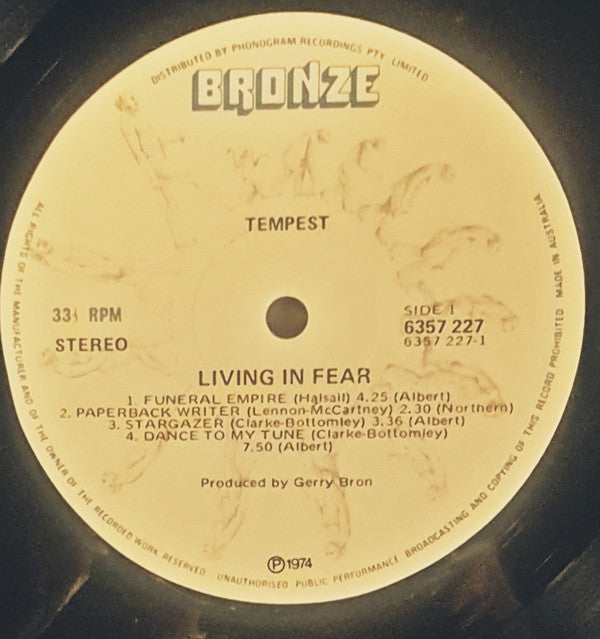 DISTRIBUTED BY PHONOGRAM RECORDINGS PTY LIMITED
BRONZE
TEMPEST
33⅓ RPM
STEREO
SIDE 1
6357 227
6357 227-1
LIVING IN FEAR
1. FUNERAL EMPIRE (Halsall) 4.25 (Albert)
2. PAPERBACK WRITER (Lennon-McCartney) 2.30 (Northern)
3. STARGAZER (Clarke-Bottomley) 3.36 (Albert)
4. DANCE TO MY TUNE (Clarke-Bottomley)
7.50 (Albert)
Produced by Gerry Bron
Ⓟ1974
ALL RIGHTS OF THE MANUFACTURER AND OF THE OWNER OF THE RECORDED WORK RESERVED UNAUTHORISED PUBLIC PERFORMANCE BROADCASTING AND COPYING OF THIS RECORD PROHIBITED MADE IN AUSTRALIA